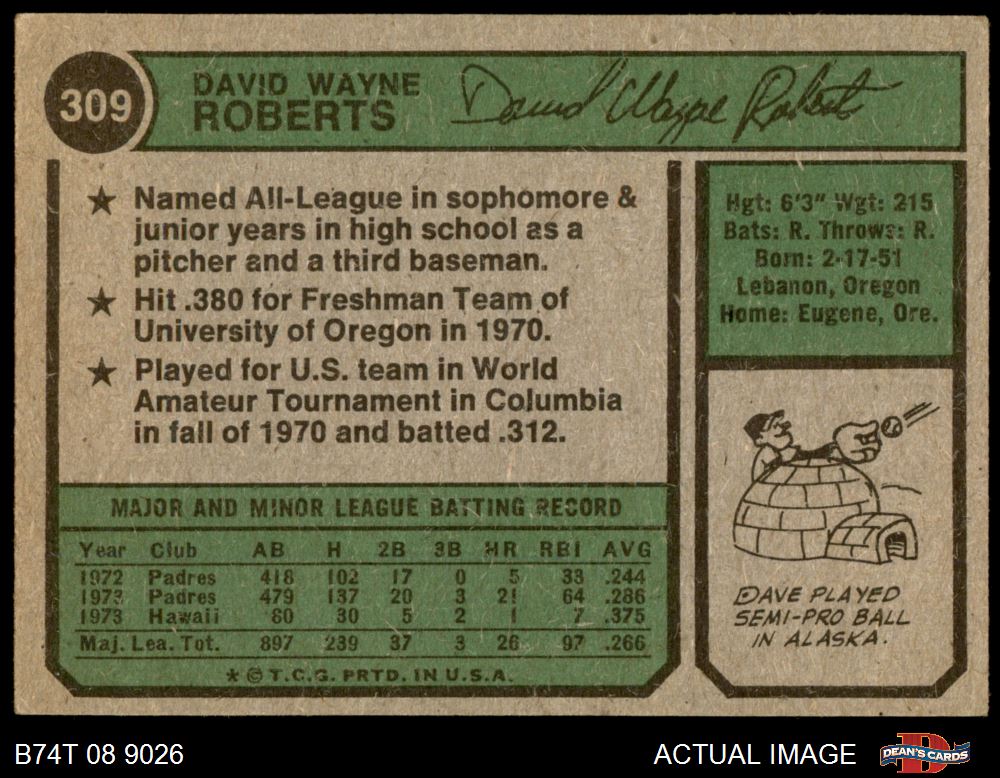 309
DAVID WAYNE
ROBERTS
David Wayne Roberts
★ Named All-League in sophomore &
junior years in high school as a
pitcher and a third baseman.
★ Hit .380 for Freshman Team of
University of Oregon in 1970.
★ Played for U.S. team in World
Amateur Tournament in Columbia
in fall of 1970 and batted .312.
Hgt: 6'3" Wgt: 215
Bats: R. Throws: R.
Born: 2-17-51
Lebanon, Oregon
Home: Eugene, Ore.
MAJOR AND MINOR LEAGUE BATTING RECORD
Year Club AB H 2B 3B HR RBI AVG
1972 Padres 418 102 17 0 5 33 .244
1973 Padres 479 137 20 3 21 64 .286
1973 Hawaii 80 30 5 2 1 7 .375
Maj. Lea. Tot. 897 239 37 3 26 97 .266
* © T.C.G. PRTD. IN U.S.A.
DAVE PLAYED
SEMI-PRO BALL
IN ALASKA.
B74T 08 9026
ACTUAL IMAGE
D
DEAN'S CARDS